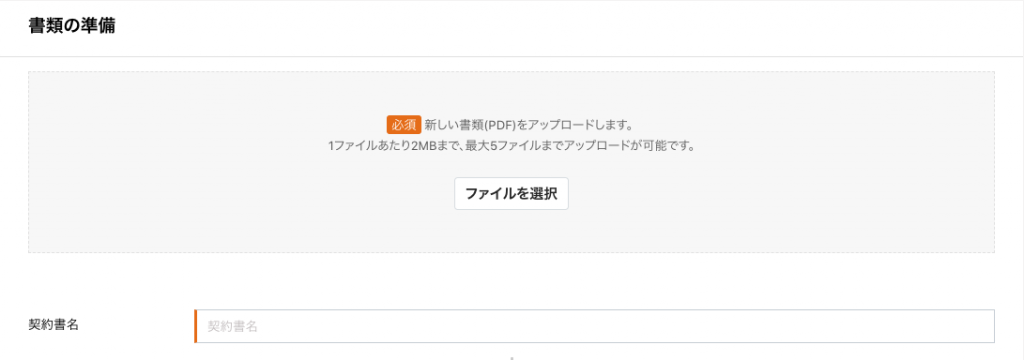 書類の準備
必須 新しい書類(PDF)をアップロードします。
1ファイルあたり2MBまで、最大5ファイルまでアップロードが可能です。
ファイルを選択
契約書名 契約書名